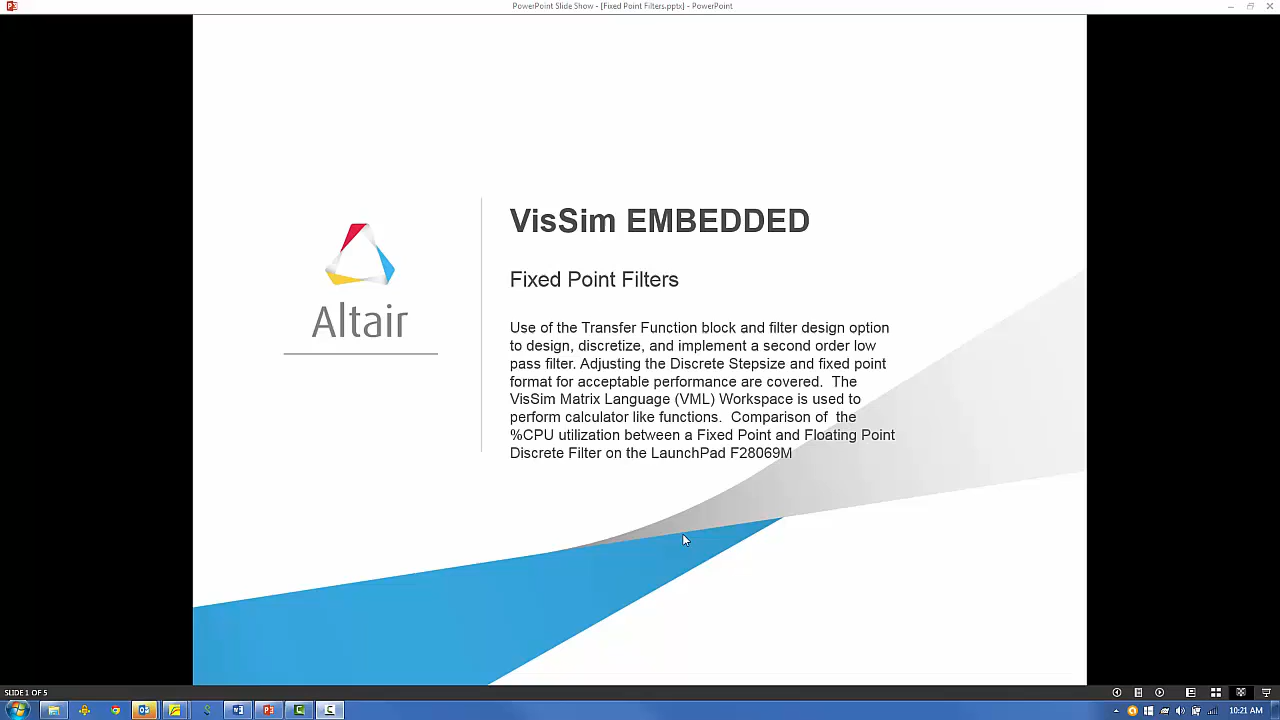 PowerPoint Slide Show - [Fixed Point Filters.pptx] - PowerPoint
VisSim EMBEDDED
Fixed Point Filters
Altair
Use of the Transfer Function block and filter design option
to design, discretize, and implement a second order low
pass filter. Adjusting the Discrete Stepsize and fixed point
format for acceptable performance are covered.  The
VisSim Matrix Language (VML) Workspace is used to
perform calculator like functions.  Comparison of  the
%CPU utilization between a Fixed Point and Floating Point
Discrete Filter on the LaunchPad F28069M
SLIDE 1 OF 5
10:21 AM